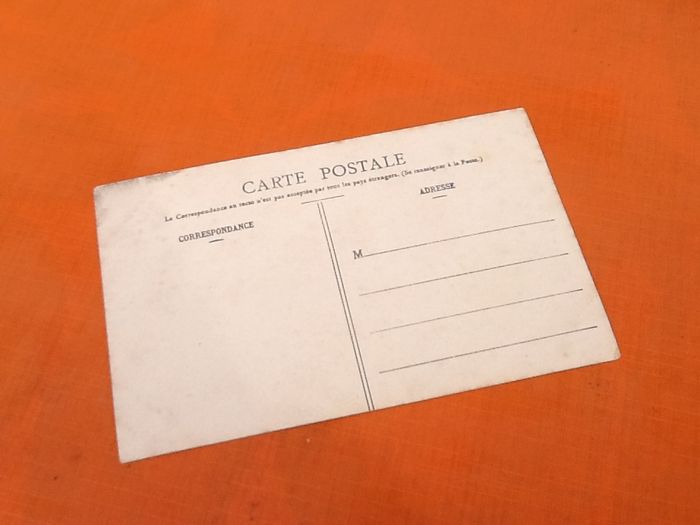 CARTE POSTALE
La Correspondance au recto n'est pas acceptée par tous les pays étrangers. (Se renseigner à la Poste.)
CORRESPONDANCE
ADRESSE
M